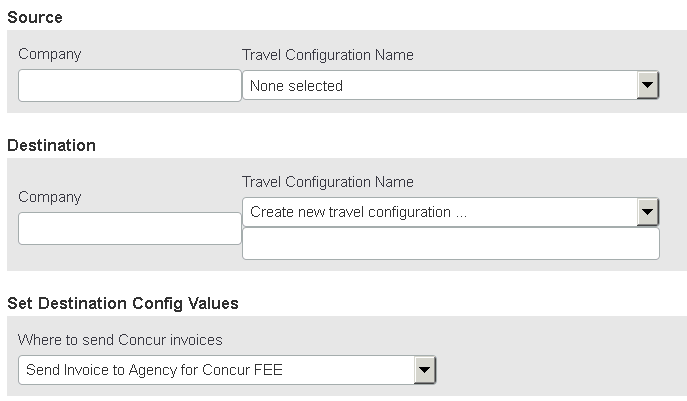 Source
Company
Travel Configuration Name
None selected
Destination
Travel Configuration Name
Company
Create new travel configuration ...
Set Destination Config Values
Where to send Concur invoices
Send Invoice to Agency for Concur FEE